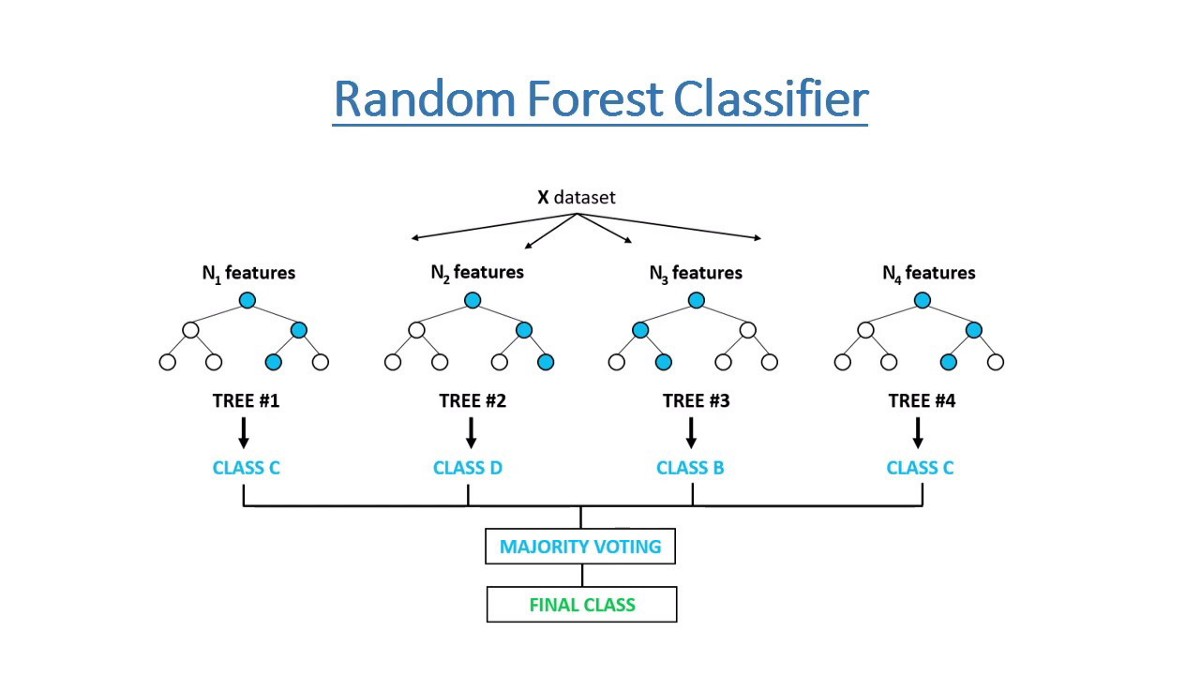 Random Forest Classifier
X dataset
N₁ features N₂ features N₃ features N₄ features
TREE #1 TREE #2 TREE #3 TREE #4
CLASS C CLASS D CLASS B CLASS C
MAJORITY VOTING
FINAL CLASS